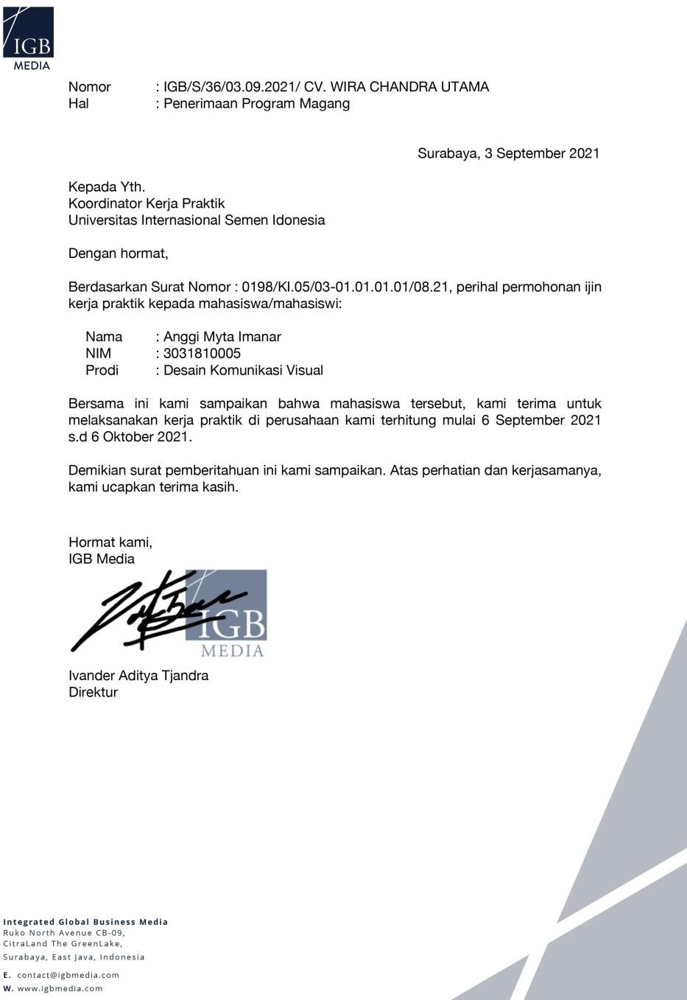 IGB
MEDIA
Nomor : IGB/S/36/03.09.2021/ CV. WIRA CHANDRA UTAMA
Hal : Penerimaan Program Magang
Surabaya, 3 September 2021
Kepada Yth.
Koordinator Kerja Praktik
Universitas Internasional Semen Idonesia
Dengan hormat,
Berdasarkan Surat Nomor : 0198/KI.05/03-01.01.01.01/08.21, perihal permohonan ijin
kerja praktik kepada mahasiswa/mahasiswi:
Nama : Anggi Myta Imanar
NIM : 3031810005
Prodi : Desain Komunikasi Visual
Bersama ini kami sampaikan bahwa mahasiswa tersebut, kami terima untuk
melaksanakan kerja praktik di perusahaan kami terhitung mulai 6 September 2021
s.d 6 Oktober 2021.
Demikian surat pemberitahuan ini kami sampaikan. Atas perhatian dan kerjasamanya,
kami ucapkan terima kasih.
Hormat kami,
IGB Media
IGB
MEDIA
Ivander Aditya Tjandra
Direktur
Integrated Global Business Media
Ruko North Avenue CB-09,
CitraLand The GreenLake,
Surabaya, East Java, Indonesia
E. contact@igbmedia.com
W. www.igbmedia.com